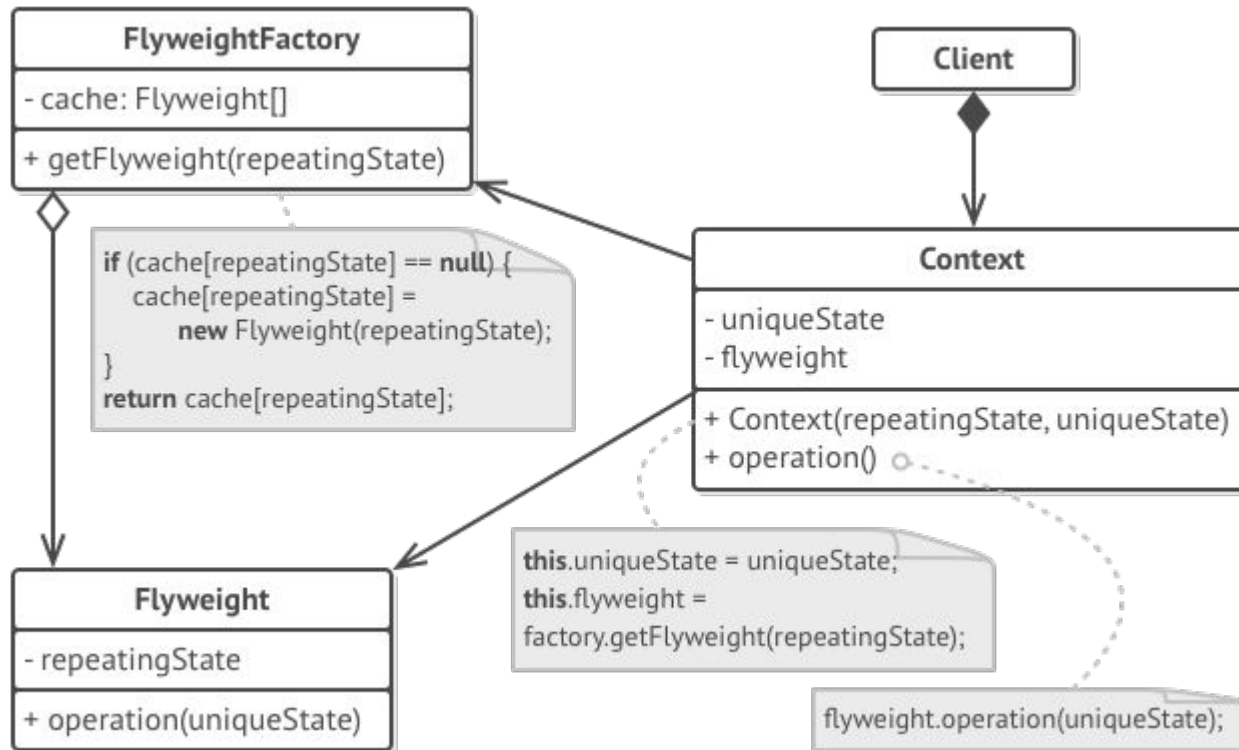 FlyweightFactory
- cache: Flyweight[]
+ getFlyweight(repeatingState)
if (cache[repeatingState] == null) {
cache[repeatingState] =
new Flyweight(repeatingState);
}
return cache[repeatingState];
Client
Context
- uniqueState
- flyweight
+ Context(repeatingState, uniqueState)
+ operation()
this.uniqueState = uniqueState;
this.flyweight =
factory.getFlyweight(repeatingState);
flyweight.operation(uniqueState);
Flyweight
- repeatingState
+ operation(uniqueState)